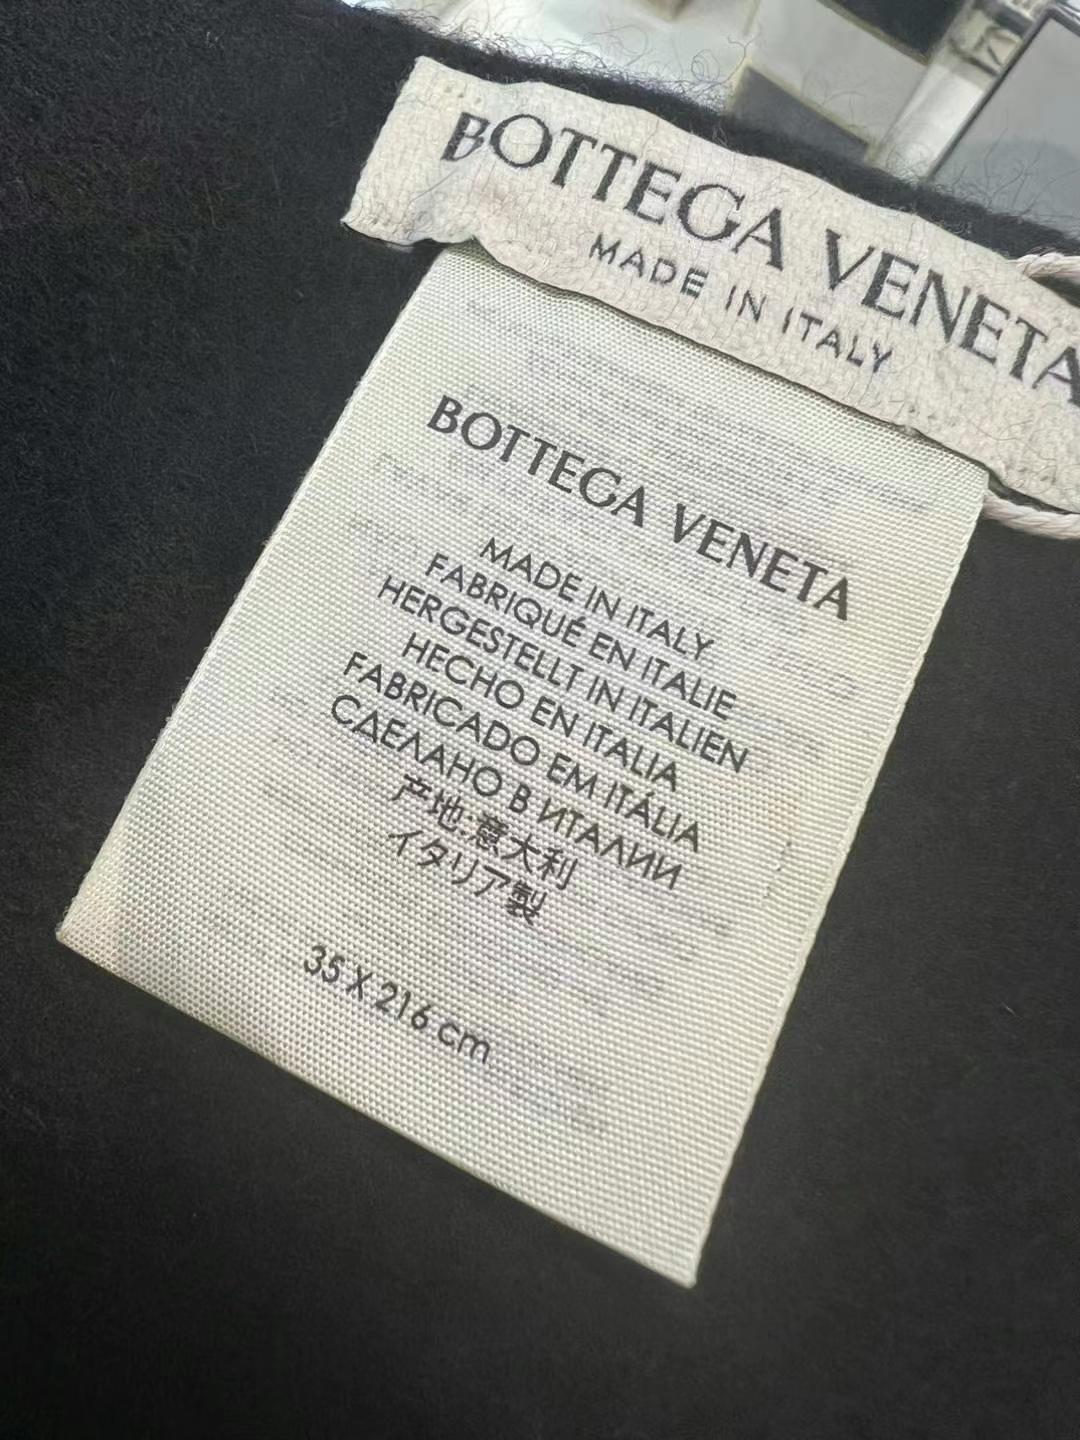 BOTTEGA VENETA
MADE IN ITALY
BOTTEGA VENETA
MADE IN ITALY
FABRIQUÉ EN ITALIE
HERGESTELLT IN ITALIEN
HECHO EN ITALIA
FABRICADO EM ITÁLIA
СДЕЛАНО В ИТАЛИИ
产地:意大利
イタリア製
35 X 216 cm